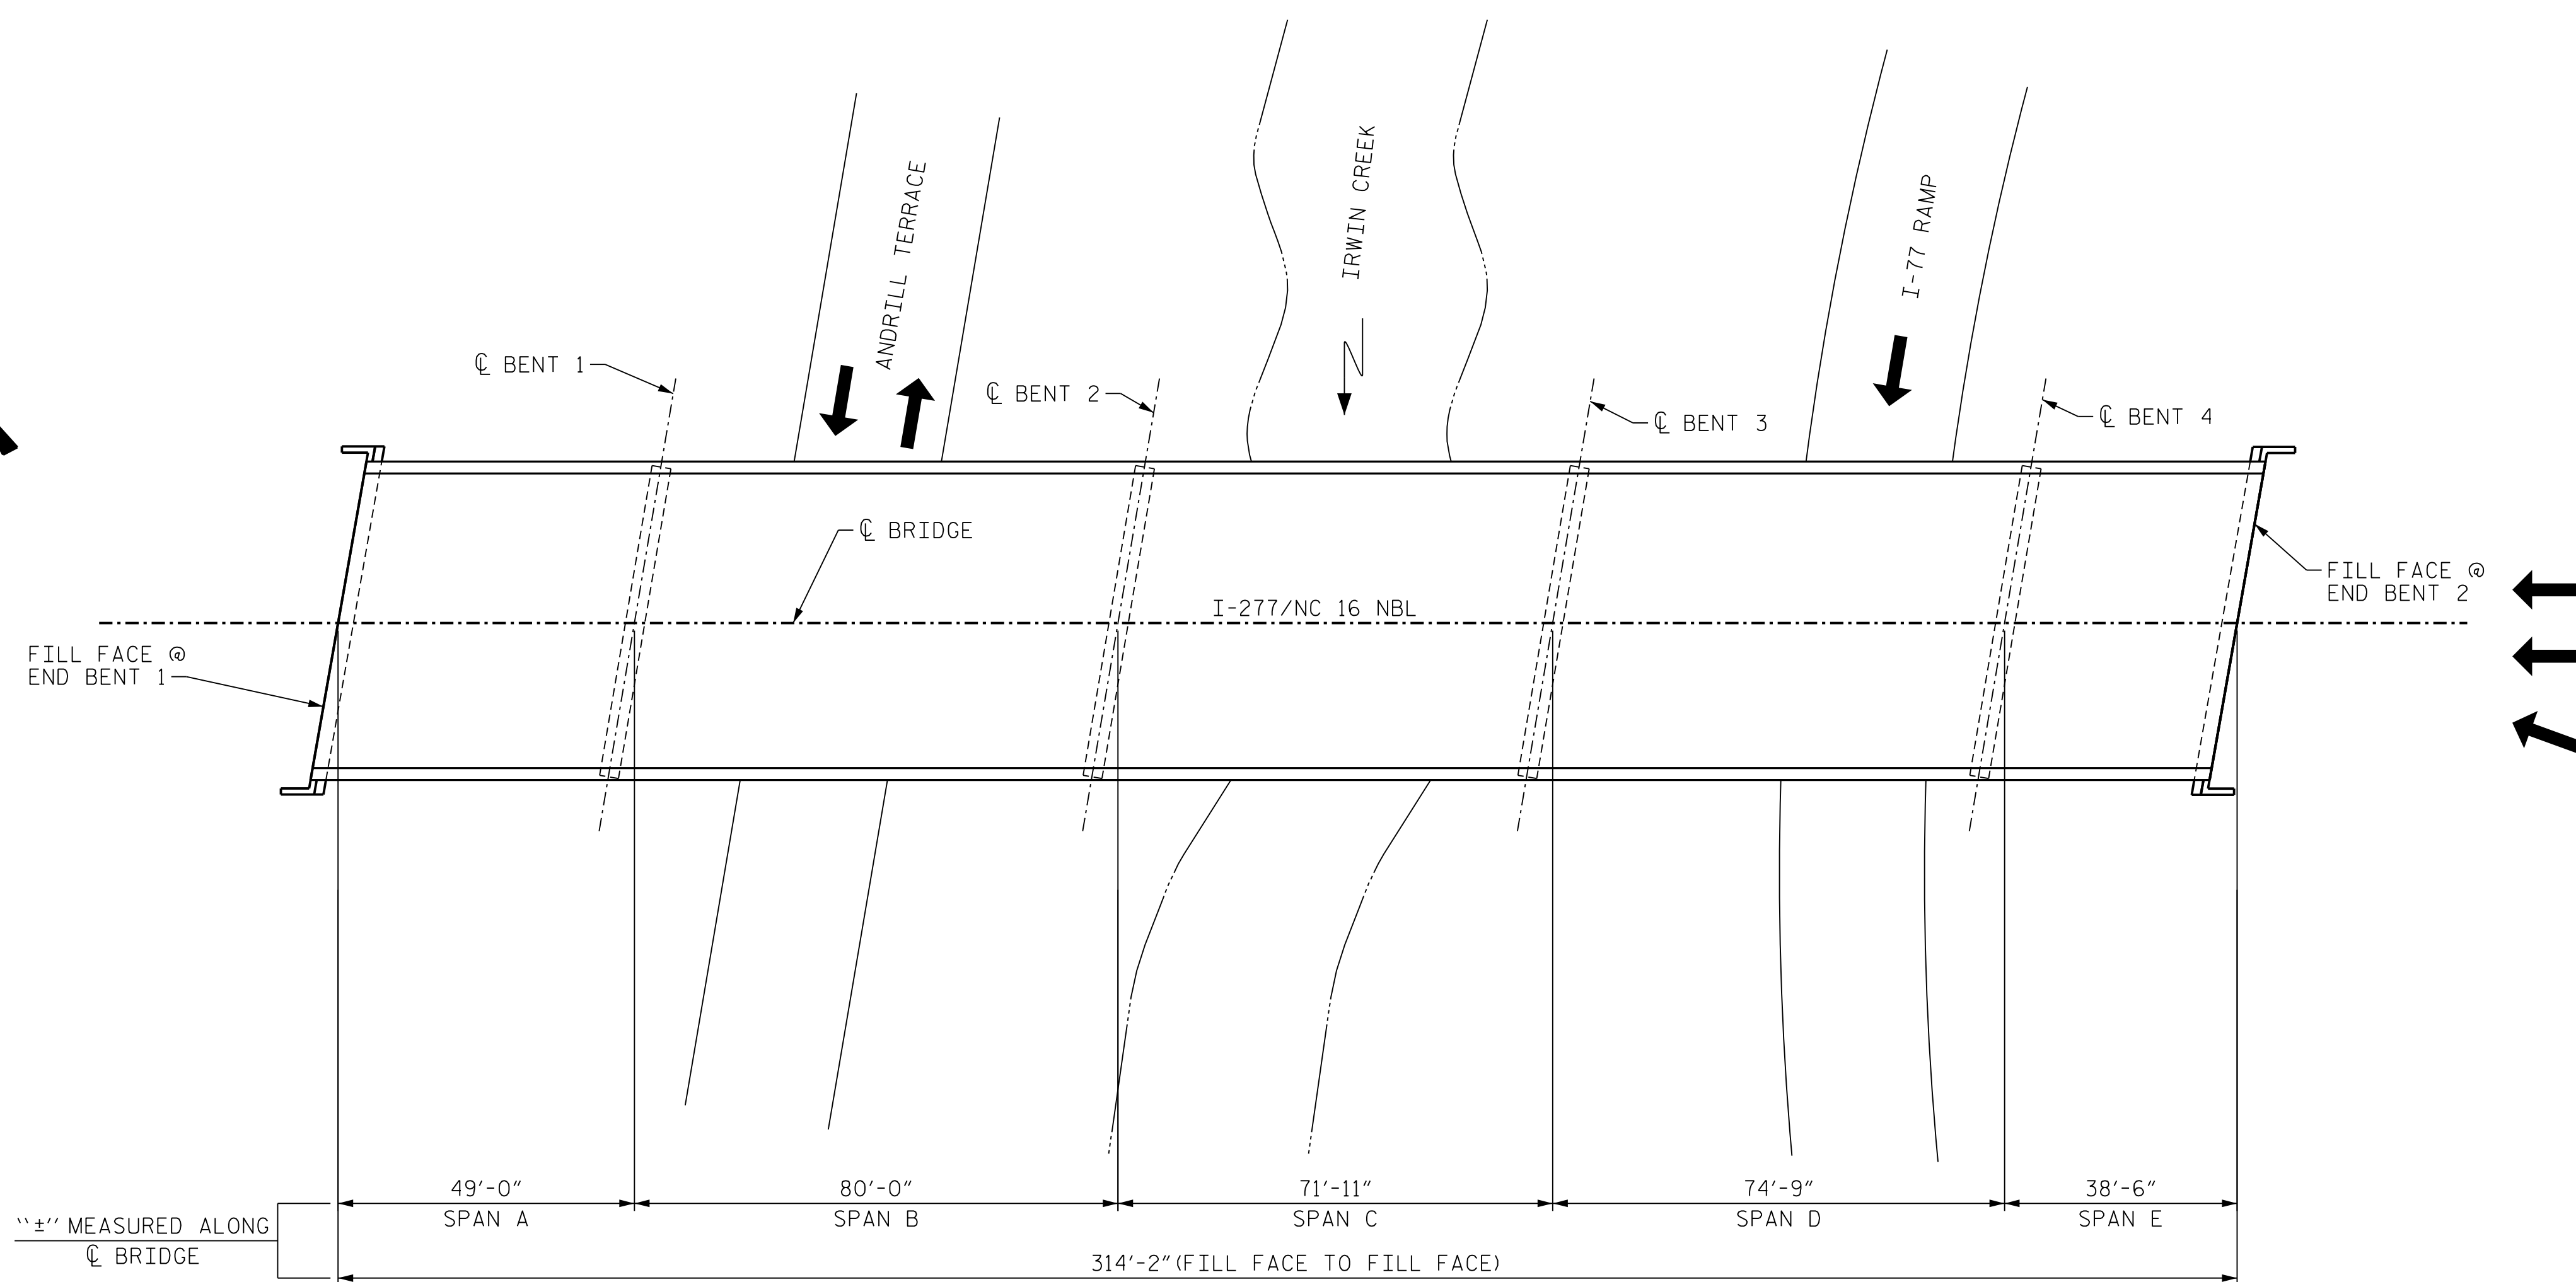 ANDRILL TERRACE
IRWIN CREEK
I-77 RAMP
℄ BENT 1
℄ BENT 2
℄ BENT 3
℄ BENT 4
℄ BRIDGE
I-277/NC 16 NBL
FILL FACE @
END BENT 2
FILL FACE @
END BENT 1
49'-0"
80'-0"
71'-11"
74'-9"
38'-6"
SPAN A
SPAN B
SPAN C
SPAN D
SPAN E
"±" MEASURED ALONG
℄ BRIDGE
314'-2" (FILL FACE TO FILL FACE)